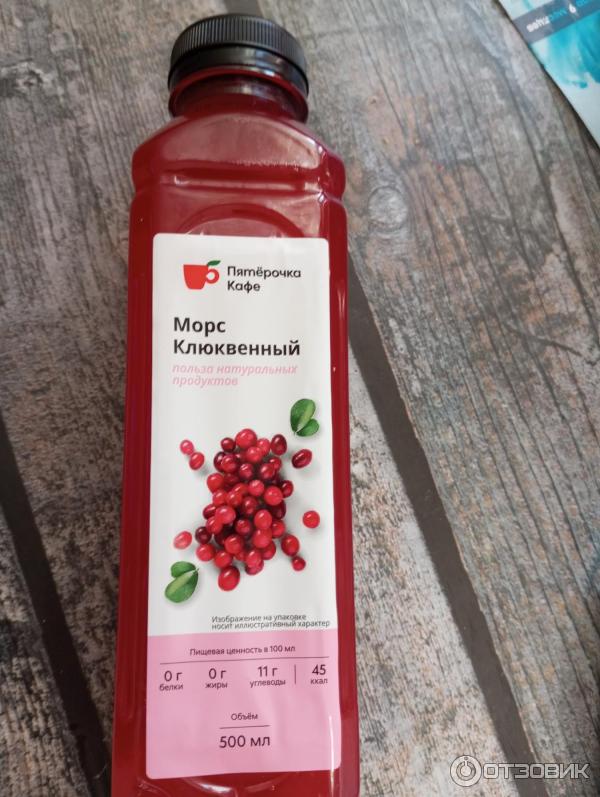 Пятёрочка
Кафе
Морс
Клюквенный
польза натуральных
продуктов
Изображение на упаковке
носит иллюстративный характер
Пищевая ценность в 100 мл
0 г 0 г 11 г 45
белки жиры углеводы ккал
Объём
500 мл
ОТЗОВИК